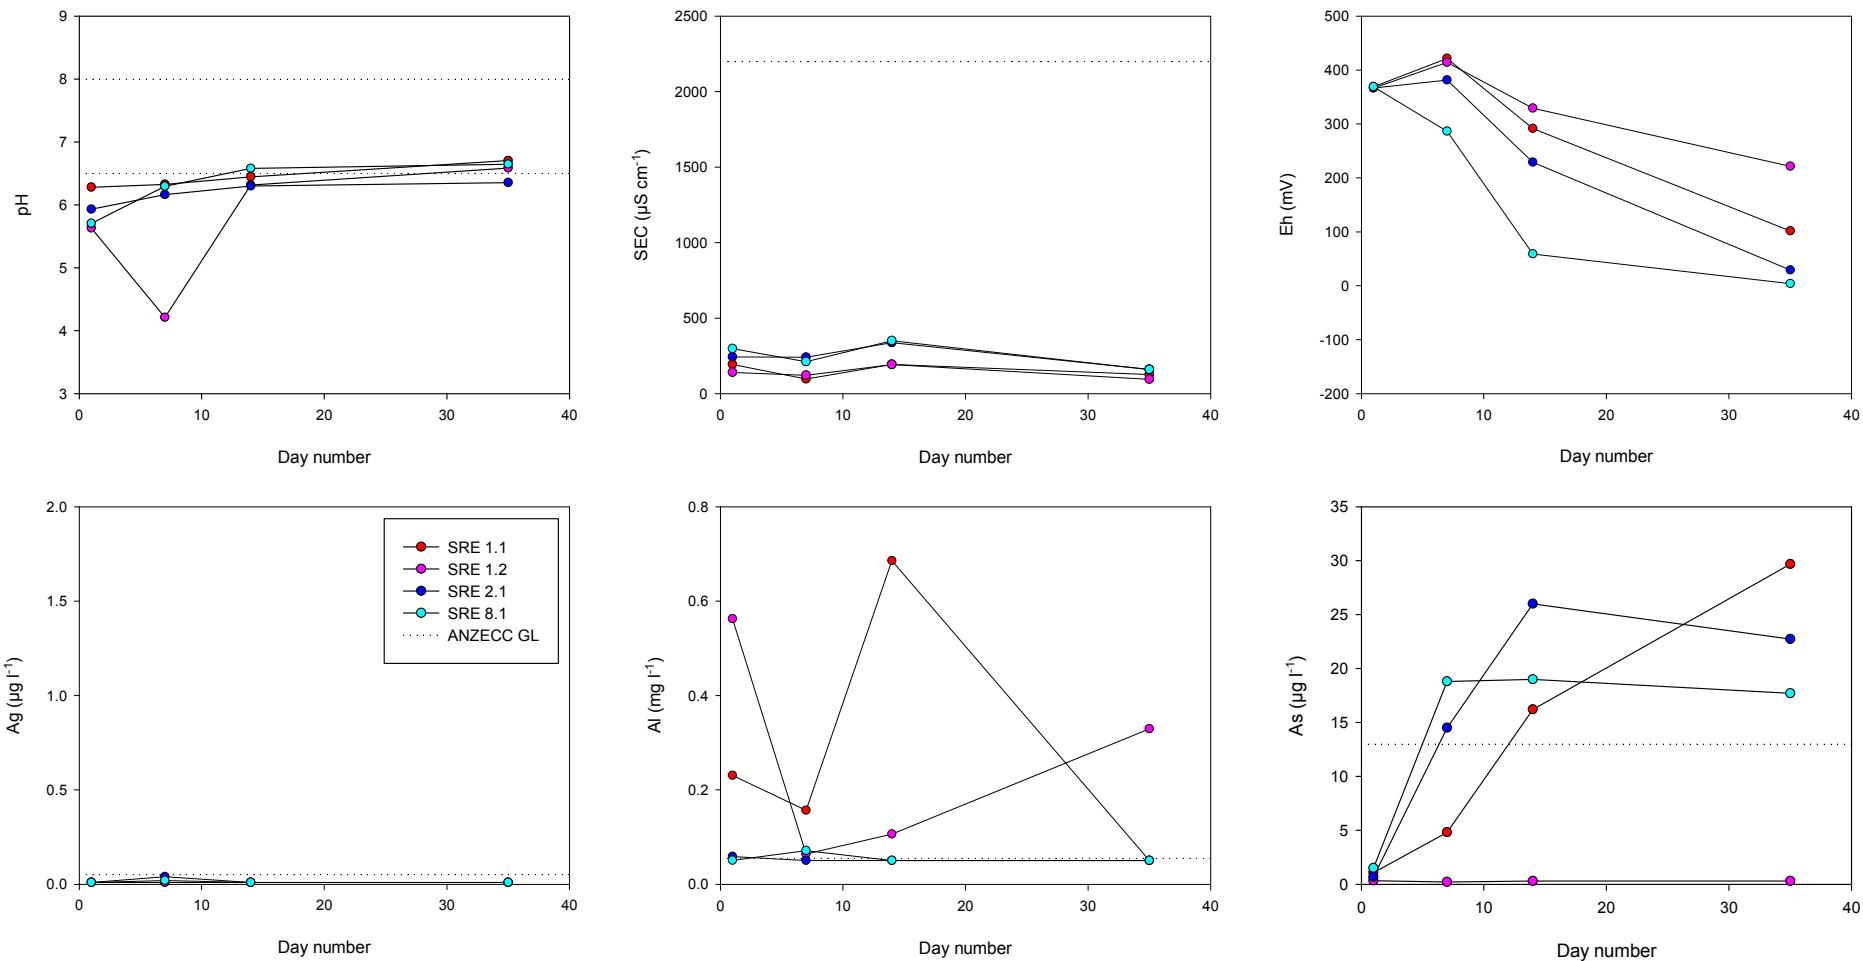 9
8
7
6
5
4
3
pH
0 10 20 30 40
Day number
2500
2000
1500
1000
500
0
SEC (µS cm⁻¹)
0 10 20 30 40
Day number
500
400
300
200
100
0
-100
-200
Eh (mV)
0 10 20 30 40
Day number
2.0
1.5
1.0
0.5
0.0
Ag (µg l⁻¹)
SRE 1.1
SRE 1.2
SRE 2.1
SRE 8.1
ANZECC GL
0 10 20 30 40
Day number
0.8
0.6
0.4
0.2
0.0
Al (mg l⁻¹)
0 10 20 30 40
Day number
35
30
25
20
15
10
5
0
As (µg l⁻¹)
0 10 20 30 40
Day number